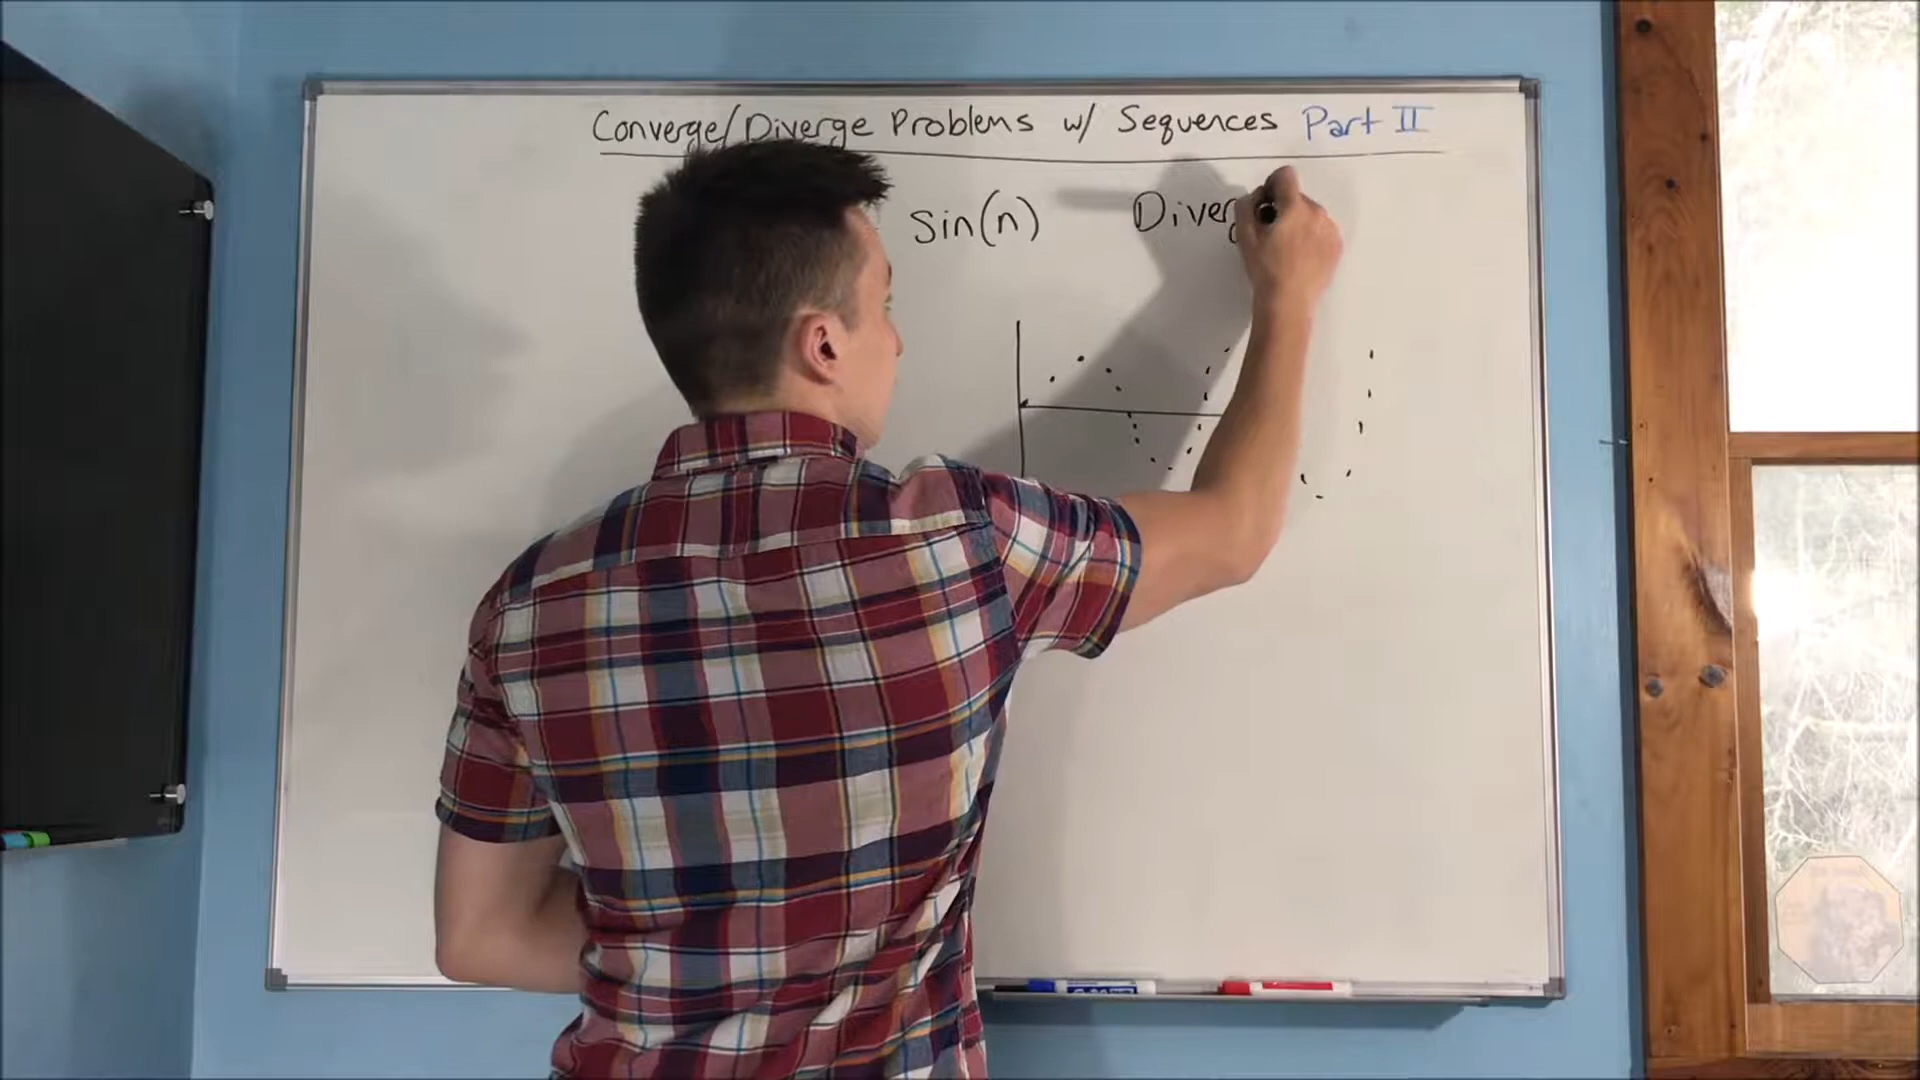 Converge/Diverge Problems w/ Sequences Part II
sin(n) Diverg